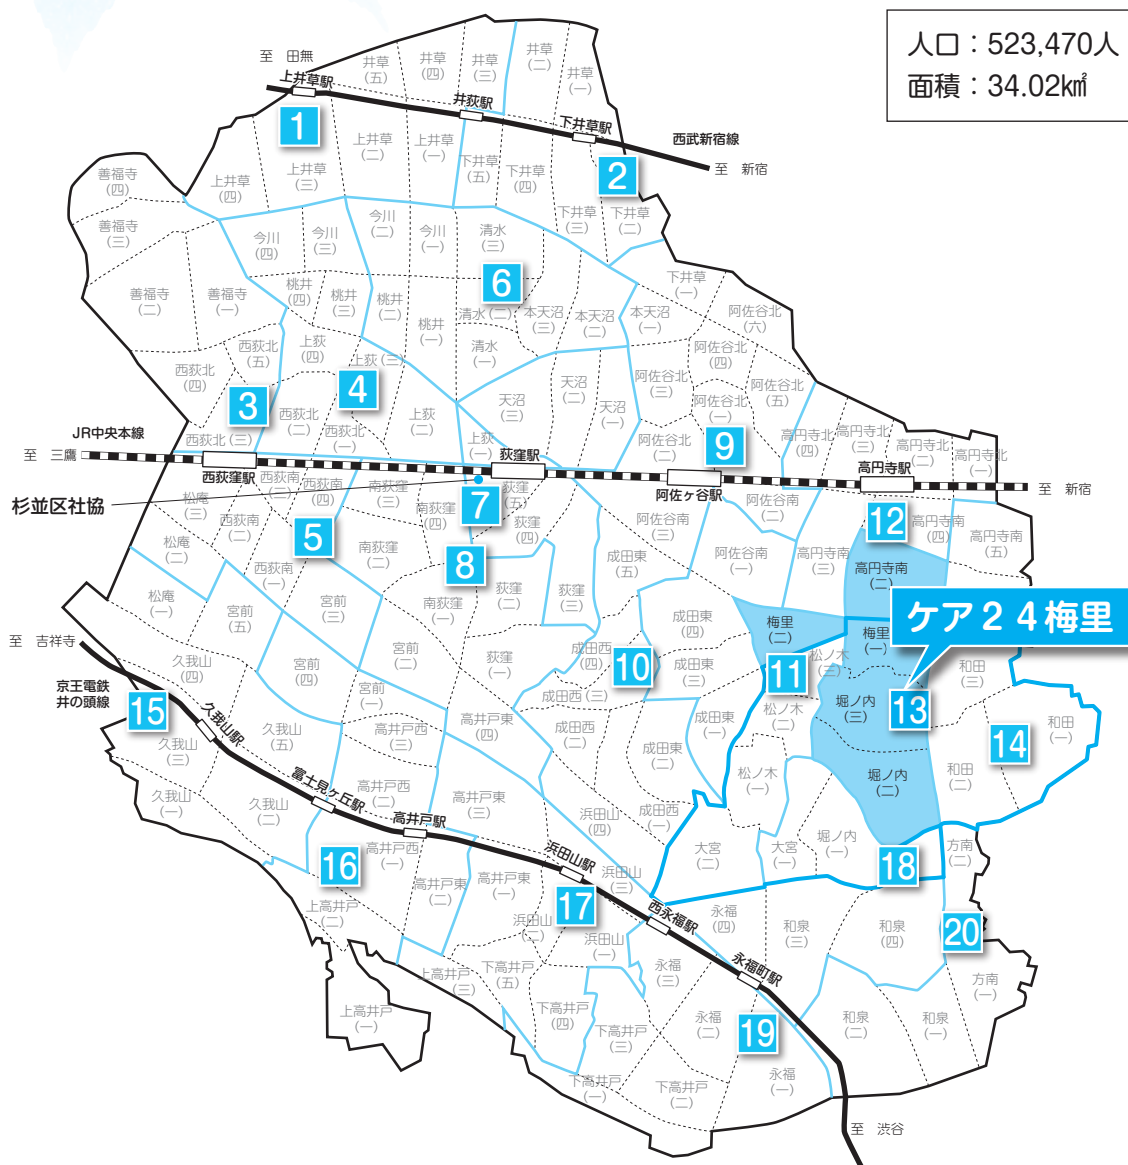 人口：523,470人
面積：34.02㎢
至　田無
上井草駅
井草
(五)
井草
(四)
井草
(三)
井草
(二)
井草
(一)
井荻駅
下井草駅
西武新宿線
至　新宿
1
上井草
(二)
上井草
(一)
下井草
(五)
下井草
(四)
2
善福寺
(四)
上井草
(四)
上井草
(三)
下井草
(三)
下井草
(二)
善福寺
(三)
今川
(四)
今川
(三)
今川
(二)
今川
(一)
清水
(三)
6
下井草
(一)
善福寺
(二)
善福寺
(一)
桃井
(四)
桃井
(三)
桃井
(二)
桃井
(一)
清水(二)
本天沼
(三)
本天沼
(二)
本天沼
(一)
阿佐谷北
(六)
西荻北
(五)
上荻
(四)
上荻(三)
清水
(一)
阿佐谷北
(四)
西荻北
(四)
3
4
天沼
(二)
阿佐谷北
(三)
阿佐谷北
(五)
西荻北
(二)
上荻
(二)
天沼
(三)
天沼
(一)
阿佐谷北
(一)
JR中央本線
西荻北(三)
西荻北
(一)
上荻
(一)
阿佐谷北
(二)
9
高円寺北
(四)
高円寺北
(三)
高円寺北
(二)
高円寺北
(一)
至　三鷹
西荻窪駅
荻窪駅
阿佐ヶ谷駅
高円寺駅
至　新宿
杉並区社協
松庵
(三)
西荻南
(三)
西荻南
(四)
南荻窪
(三)
南荻窪
(四)
7
荻窪
(五)
荻窪
(四)
阿佐谷南
(三)
阿佐谷南
(二)
12
高円寺南
(四)
高円寺南
(五)
松庵
(二)
西荻南
(二)
5
南荻窪
(二)
8
成田東
(五)
阿佐谷南
(一)
高円寺南
(三)
高円寺南
(二)
松庵
(一)
西荻南
(一)
宮前
(五)
宮前
(三)
南荻窪
(一)
荻窪
(二)
荻窪
(三)
成田東
(四)
梅里
(二)
梅里
(一)
ケア２４梅里
至　吉祥寺
京王電鉄
井の頭線
久我山
(四)
宮前
(四)
宮前
(二)
荻窪
(一)
成田西
(四)
10
成田東
(三)
11
松ノ木
(三)
和田
(三)
15
久我山駅
久我山
(五)
宮前
(一)
高井戸西
(三)
高井戸東
(四)
成田西(三)
成田西
(二)
成田東
(一)
松ノ木
(二)
堀ノ内
(三)
13
14
和田
(一)
久我山
(三)
成田東
(二)
松ノ木
(一)
堀ノ内
(二)
和田
(二)
久我山
(一)
久我山
(二)
富士見ヶ丘駅
高井戸西
(二)
高井戸東
(三)
高井戸駅
浜田山
(四)
成田西
(一)
大宮
(二)
大宮
(一)
堀ノ内
(一)
方南
(二)
16
高井戸西
(一)
高井戸東
(二)
高井戸東
(一)
浜田山駅
浜田山
(三)
18
上高井戸
(二)
17
浜田山
(二)
浜田山
(一)
西永福駅
永福
(四)
和泉
(三)
和泉
(四)
20
上高井戸
(三)
下高井戸
(五)
永福
(三)
永福町駅
方南
(一)
上高井戸
(一)
下高井戸
(四)
下高井戸
(三)
永福
(二)
19
和泉
(二)
和泉
(一)
下高井戸
(一)
下高井戸
(二)
永福
(一)
至　渋谷